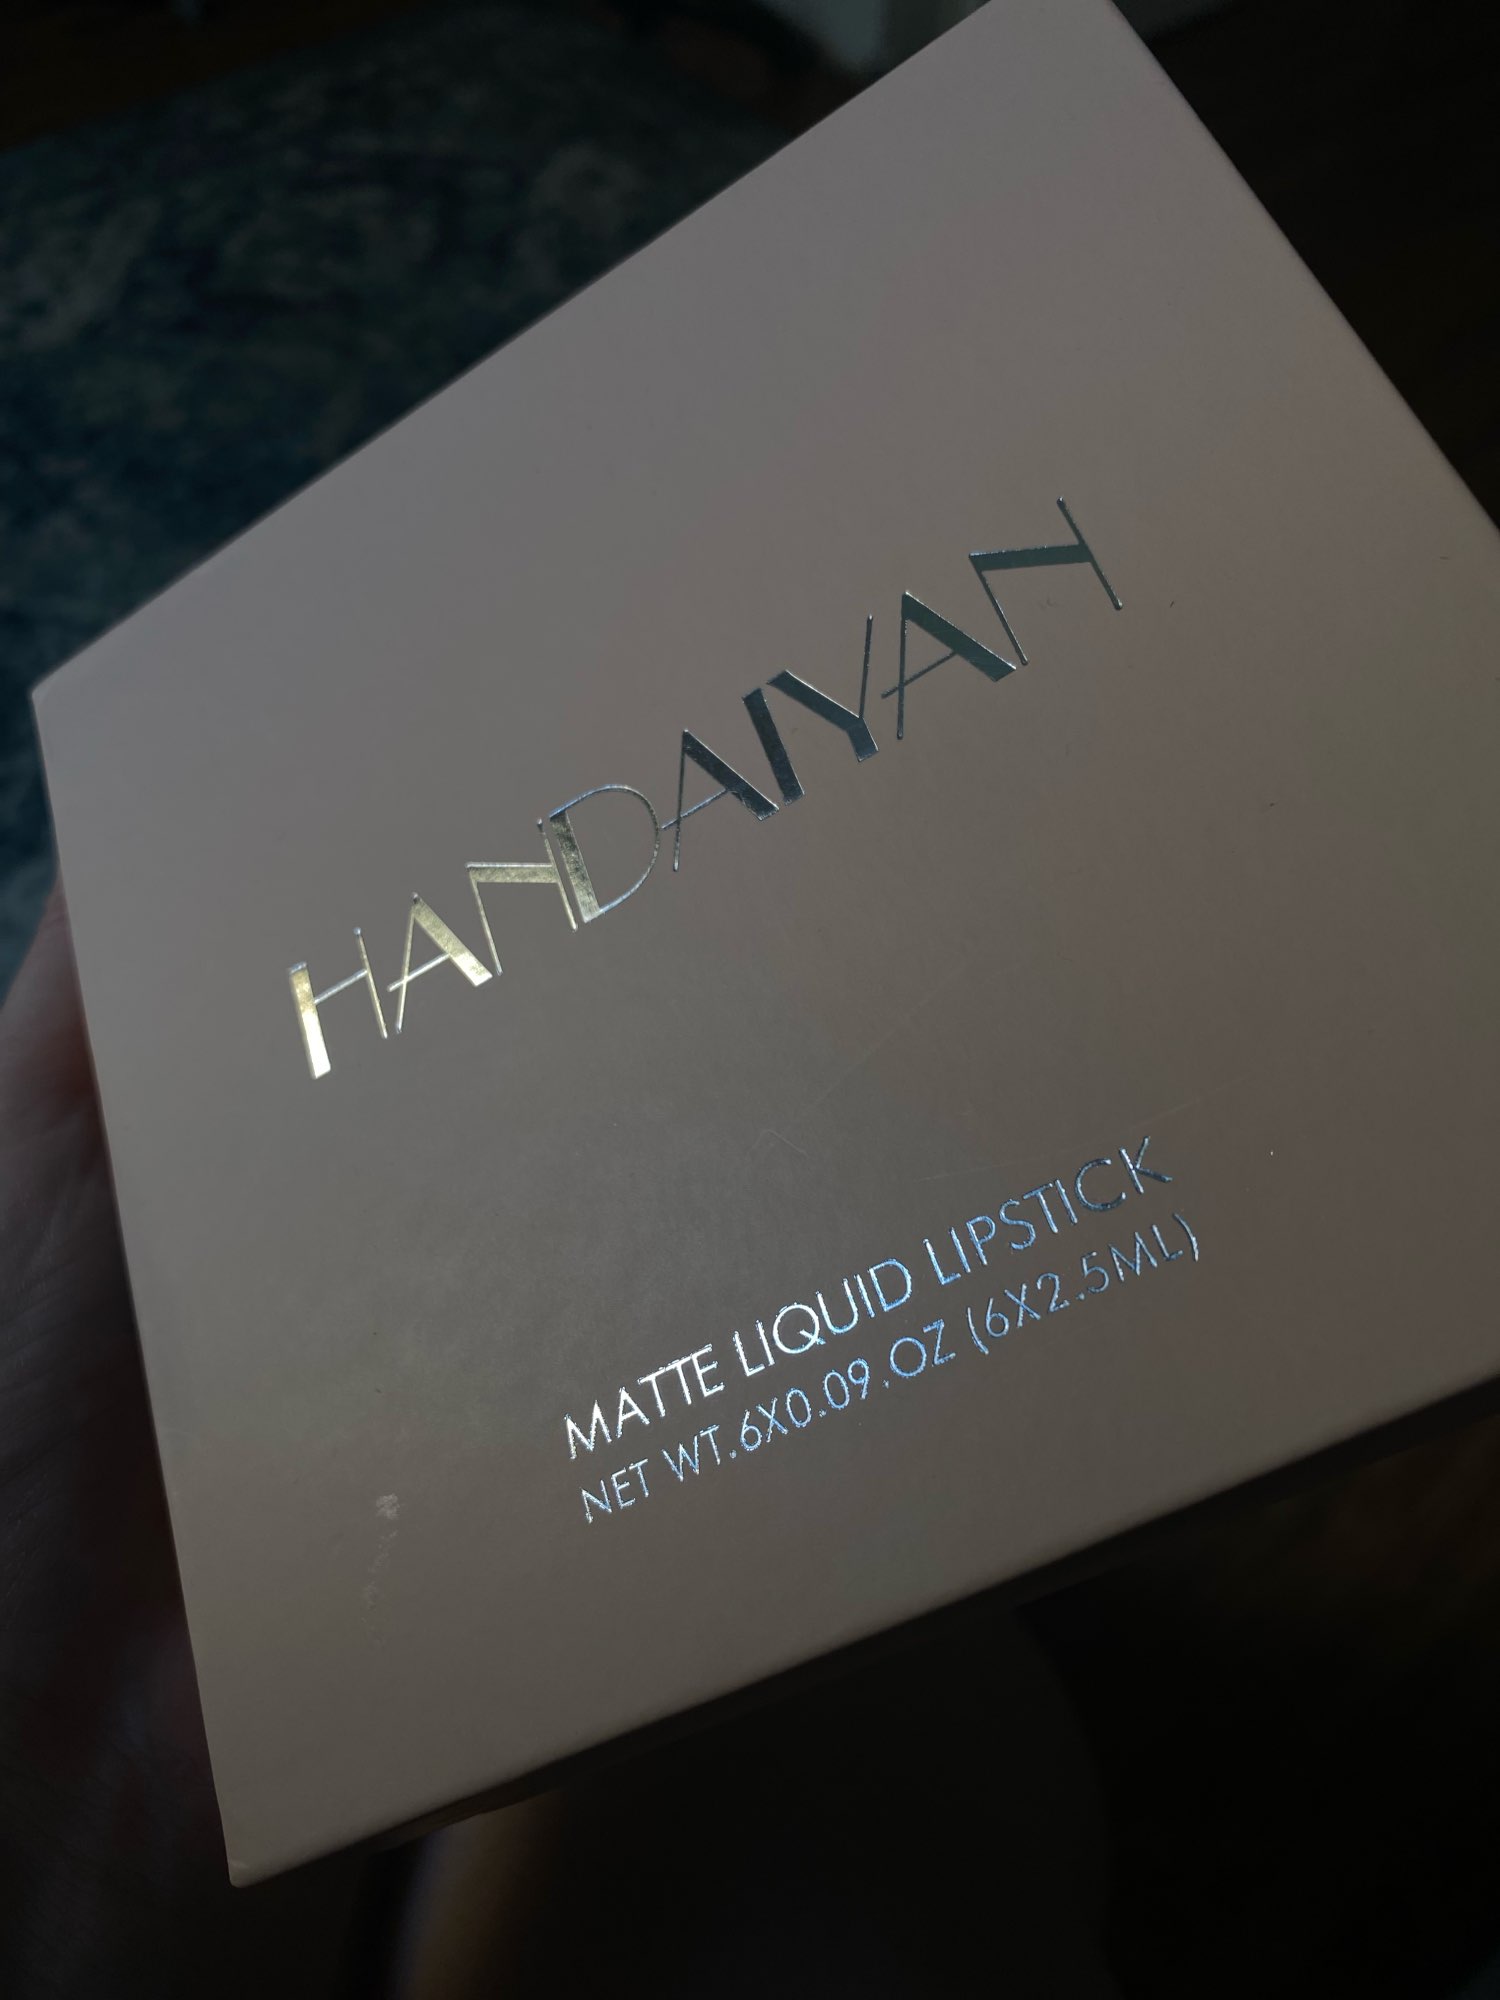 HANDAIYAN
MATTE LIQUID LIPSTICK
NET WT.6X0.09.OZ (6X2.5ML)